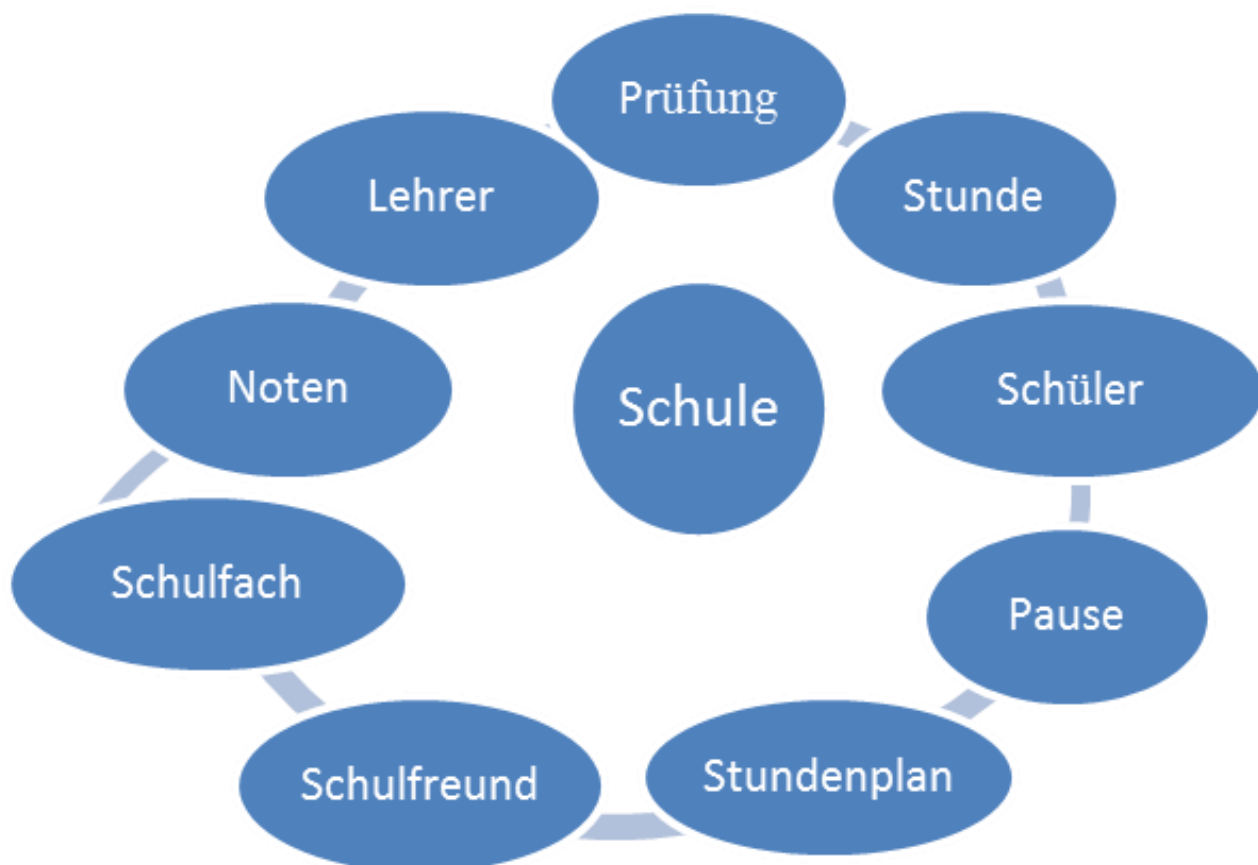 Prüfung
Lehrer
Stunde
Noten
Schule
Schüler
Schulfach
Pause
Schulfreund
Stundenplan